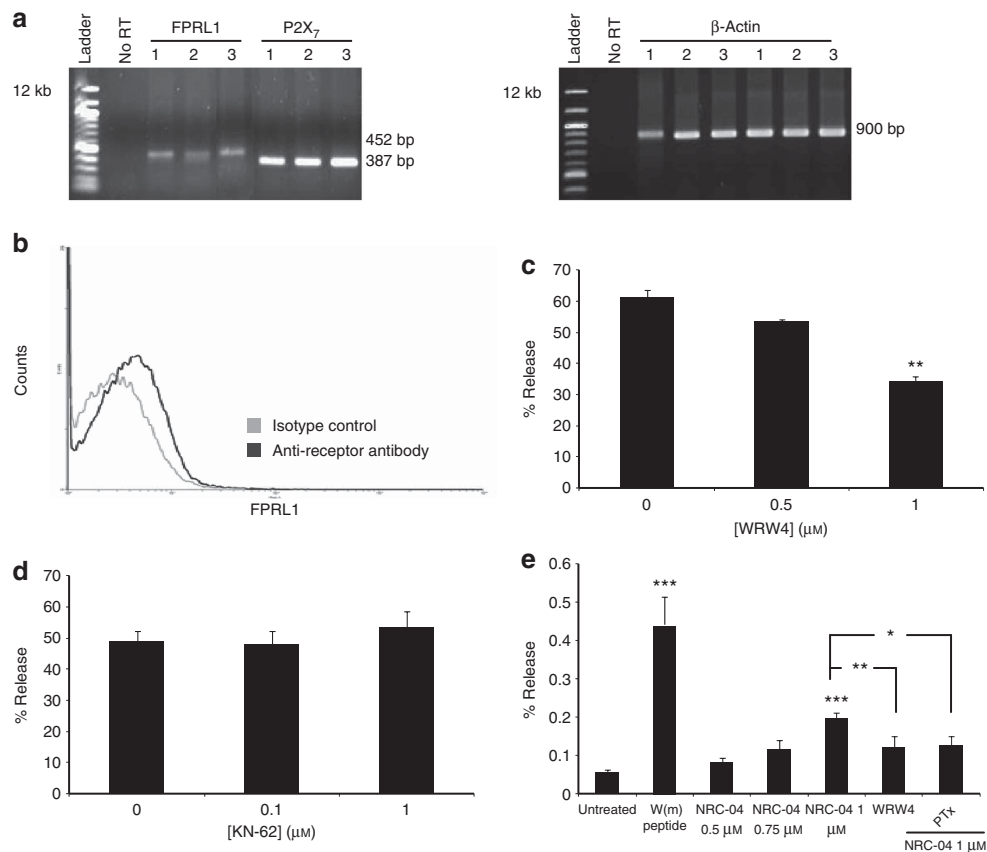 a
Ladder
No RT
FPRL1
P2X7
1 2 3 1 2 3
12 kb
452 bp
387 bp
Ladder
No RT
β-Actin
1 2 3 1 2 3
12 kb
900 bp
b
Counts
Isotype control
Anti-receptor antibody
FPRL1
c
% Release
70
60
50
40
30
20
10
0
**
0 0.5 1
[WRW4] (μM)
d
% Release
70
60
50
40
30
20
10
0
0 0.1 1
[KN-62] (μM)
e
% Release
0.6
0.5
0.4
0.3
0.2
0.1
0
***
*
**
***
Untreated
W(m)
peptide
NRC-04
0.5 μM
NRC-04
0.75 μM
NRC-04 1
μM
WRW4
PTx
NRC-04 1 μM